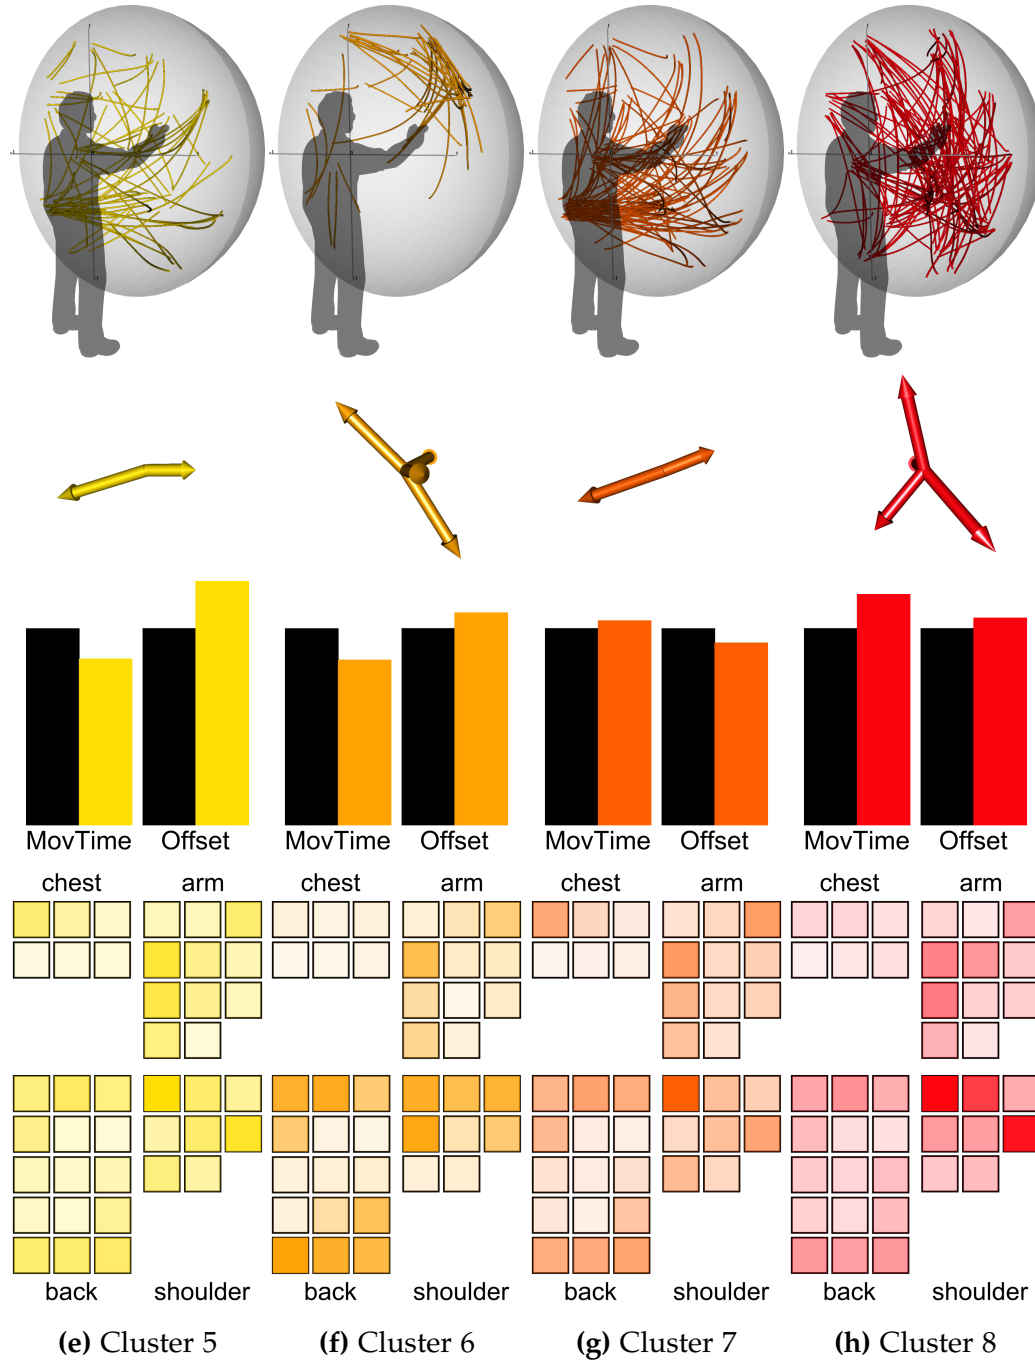 MovTime Offset MovTime Offset MovTime Offset MovTime Offset
chest arm chest arm chest arm chest arm
back shoulder back shoulder back shoulder back shoulder
(e) Cluster 5 (f) Cluster 6 (g) Cluster 7 (h) Cluster 8